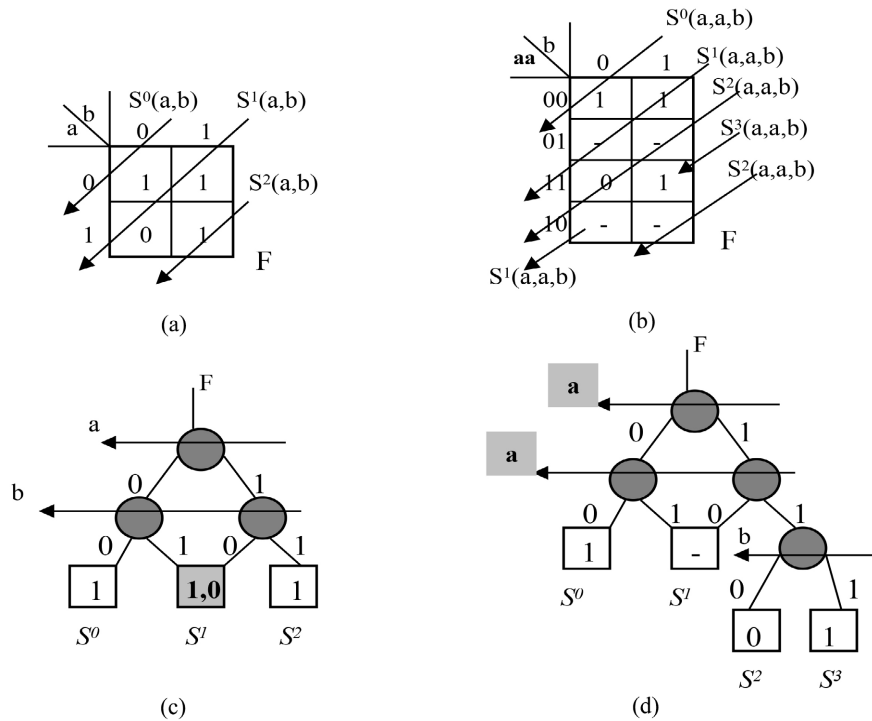 S⁰(a,b) S¹(a,b)
b
a 0 1
0 1 1 S²(a,b)
1 0 1
F
(a)
S⁰(a,a,b)
b
aa 0 1 S¹(a,a,b)
00 1 1 S²(a,a,b)
01 - - S³(a,a,b)
11 0 1 S²(a,a,b)
10 - -
F
S¹(a,a,b)
(b)
F
a
0 1
b
0 1 0 1
1 1,0 1
S⁰ S¹ S²
(c)
F
a
0 1
a
0 1 0 1
1 - b
S⁰ S¹ 0 1
0 1
S² S³
(d)